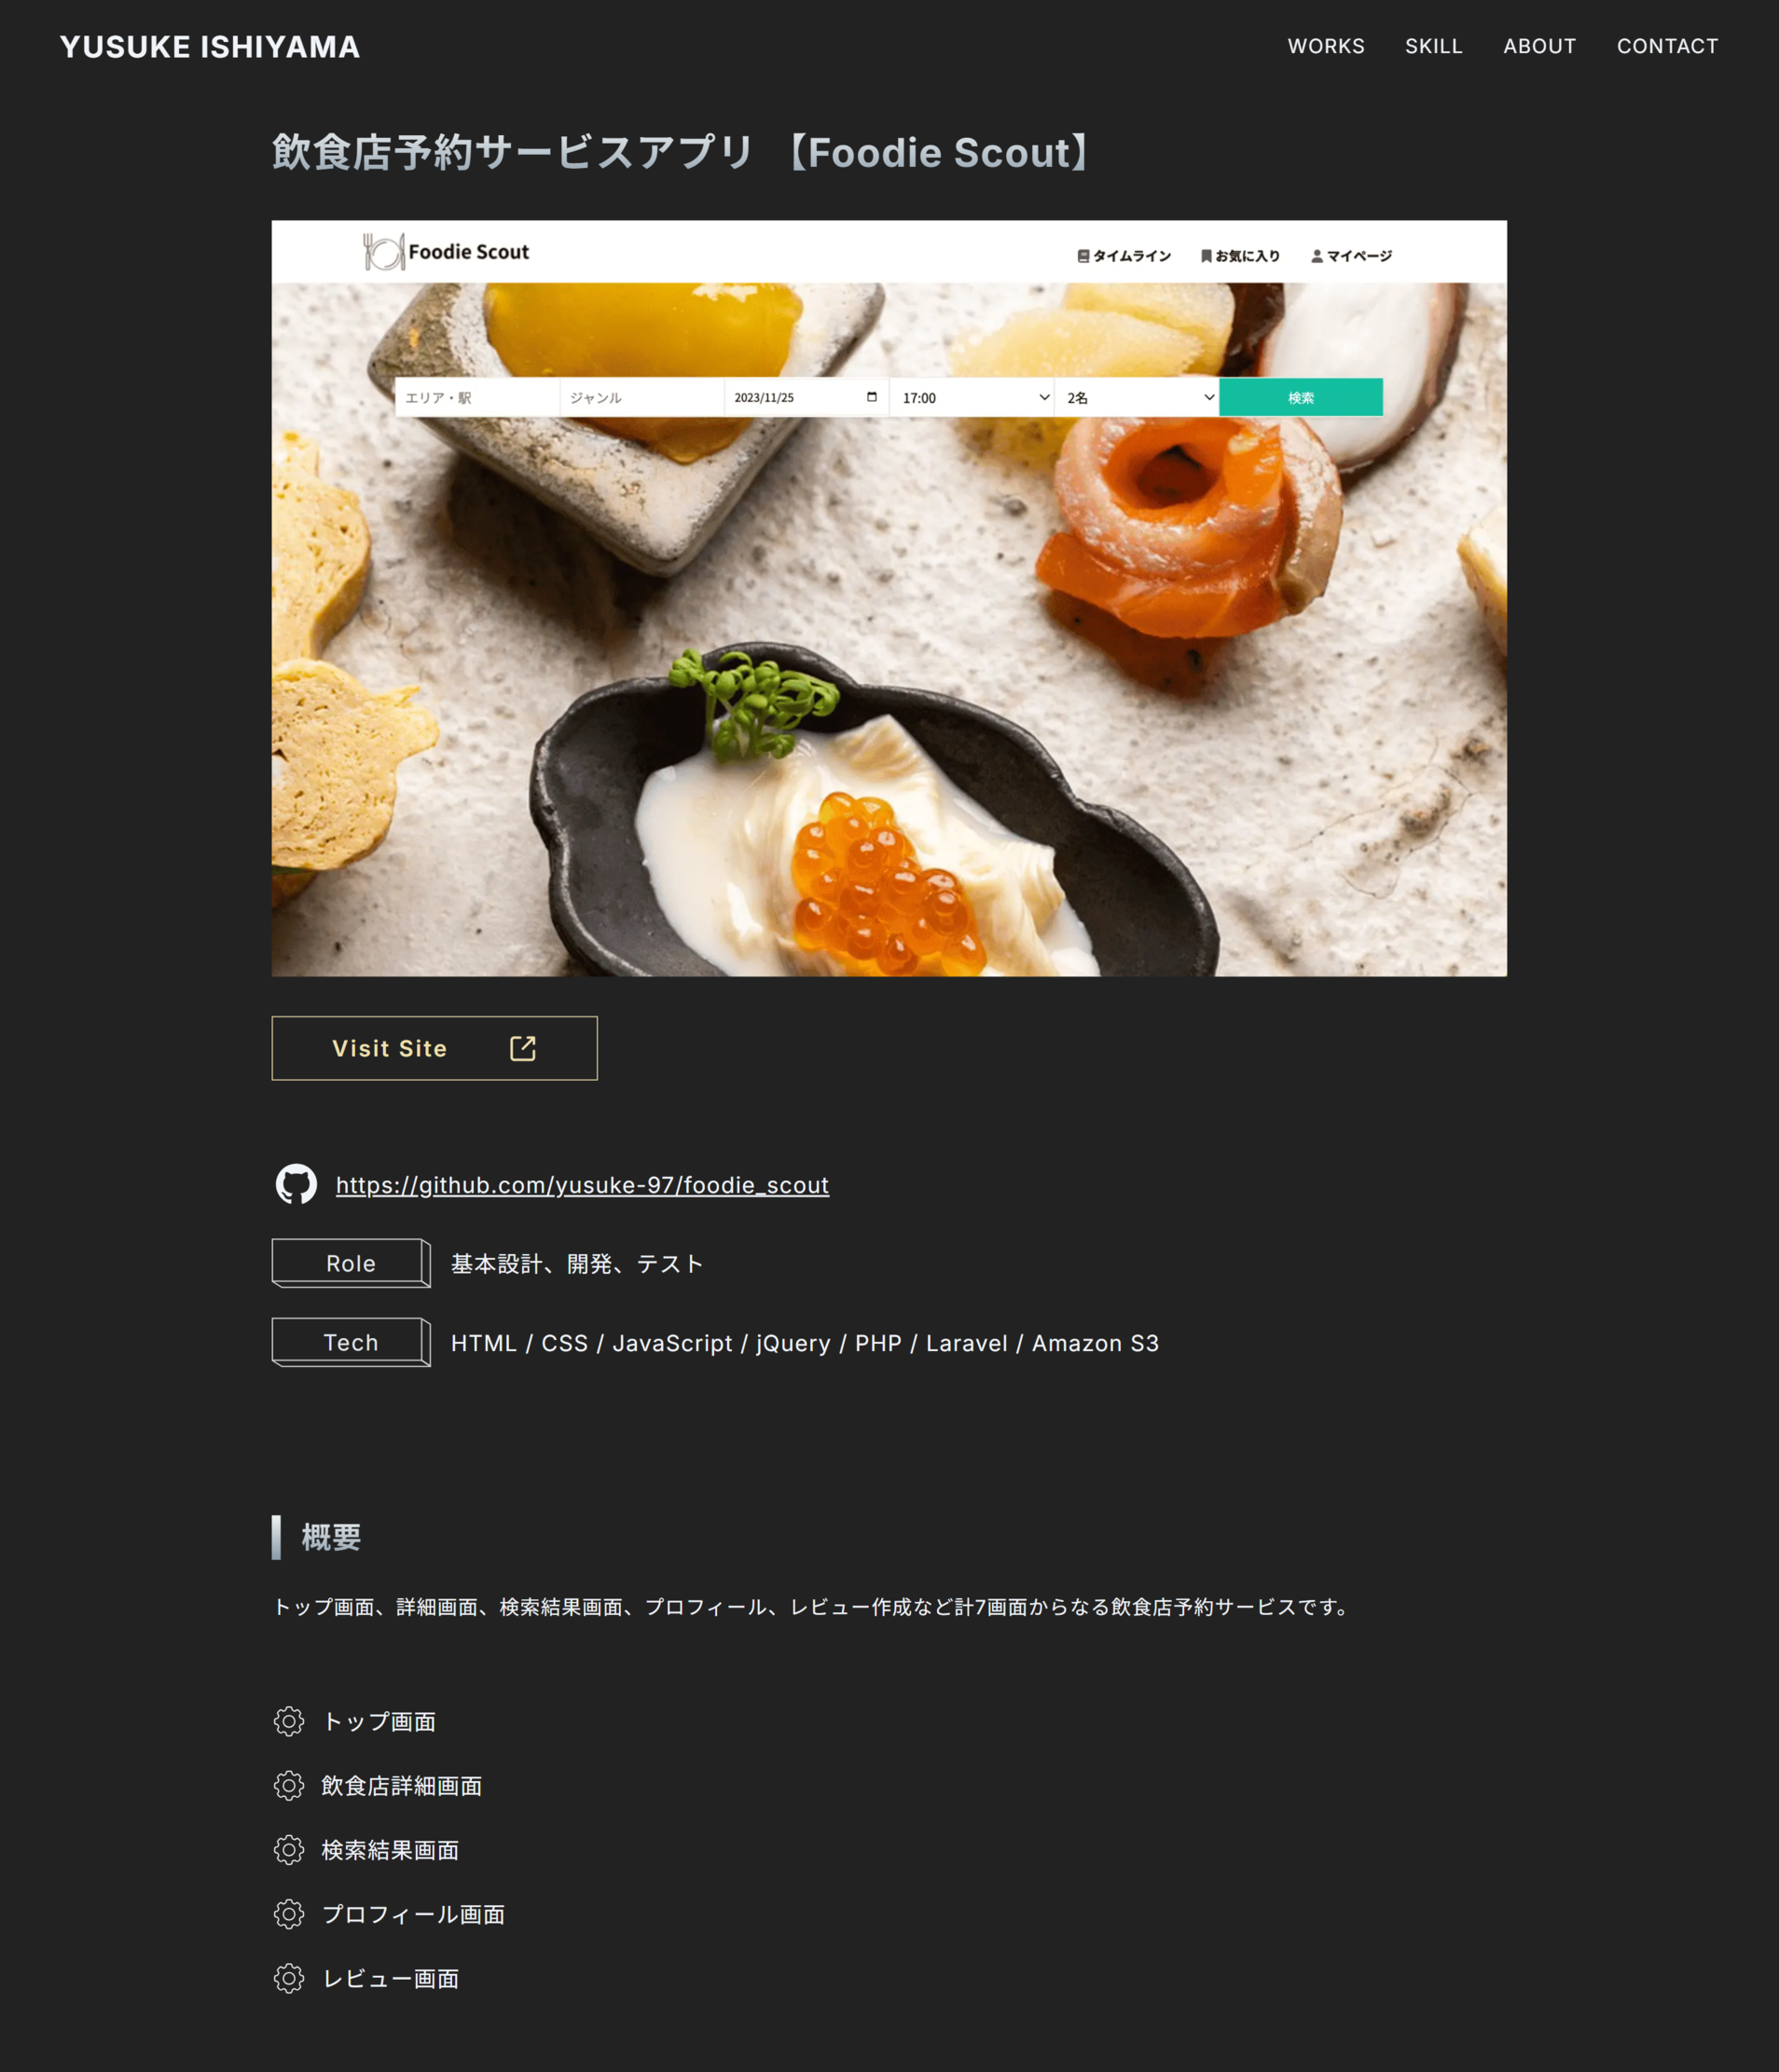 YUSUKE ISHIYAMA
WORKS SKILL ABOUT CONTACT
飲食店予約サービスアプリ 【Foodie Scout】
Foodie Scout
タイムライン お気に入り マイページ
エリア・駅 ジャンル 2023/11/25 17:00 2名 検索
Visit Site
https://github.com/yusuke-97/foodie_scout
Role 基本設計、開発、テスト
Tech HTML / CSS / JavaScript / jQuery / PHP / Laravel / Amazon S3
概要
トップ画面、詳細画面、検索結果画面、プロフィール、レビュー作成など計7画面からなる飲食店予約サービスです。
トップ画面
飲食店詳細画面
検索結果画面
プロフィール画面
レビュー画面